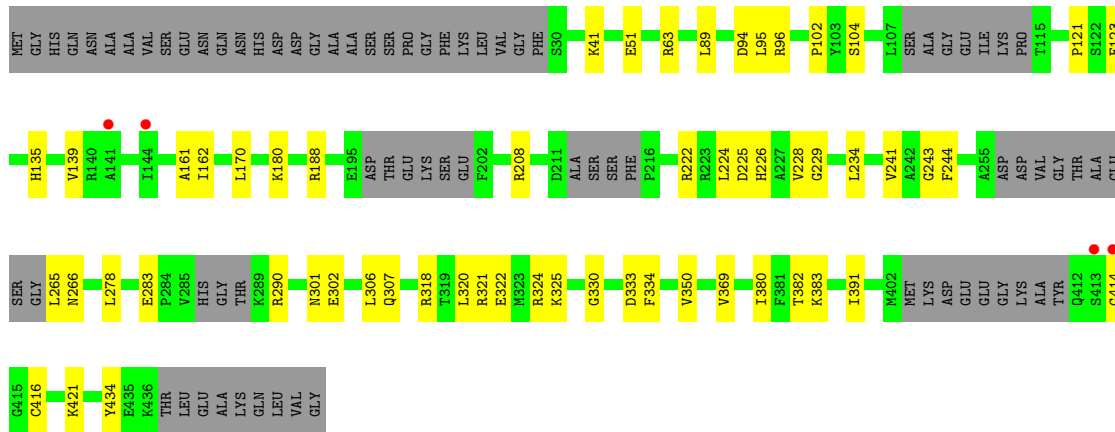 MET GLY HIS GLN ASN ALA ALA VAL SER GLU ASN GLN ASN HIS ASP ASP GLY ALA ALA SER SER PRO GLY PHE LYS LEU VAL GLY PHE S30 K41 E51 R63 L89 D94 L95 R96 P102 Y103 S104 L107 SER ALA GLY GLU ILE LYS PRO T115 P121 S122
H135 V139 R140 A141 I144 A161 I162 L170 K180 R188 E195 ASP THR GLU LYS SER GLU F202 R208 D211 ALA SER SER PHE P216 R222 R223 L224 D225 H226 A227 V228 G229 L234 V241 A242 G243 F244 A255 ASP ASP VAL GLY THR ALA
SER GLY L265 N266 L278 E283 P284 V285 HIS GLY THR K289 R290 N301 E302 L306 Q307 R318 T319 L320 R321 E322 M323 R324 K325 G330 D333 F334 V350 V369 I380 F381 T382 K383 I391 M402 MET LYS ASP GLU GLU GLY LYS ALA TYR Q412 S413
G415 C416 K421 Y434 E435 K436 THR LEU GLU ALA LYS GLN LEU VAL GLY